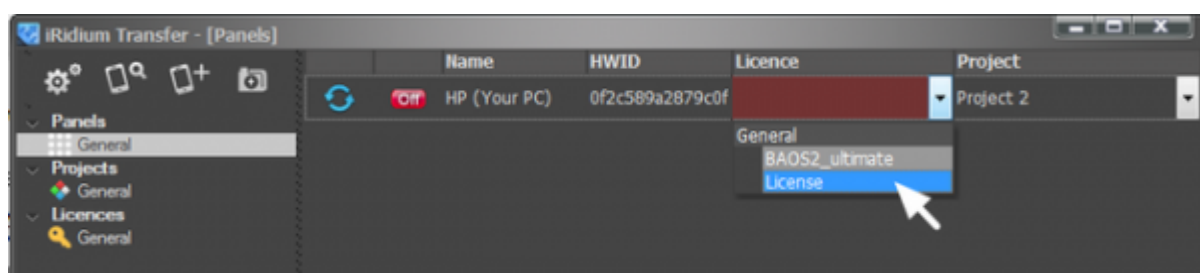 iRidium Transfer - [Panels]
Name HWID Licence Project
Off HP (Your PC) 0f2c589a2879c0f Project 2
Panels
General
Projects
General
Licences
General
General
BAOS2_ultimate
License